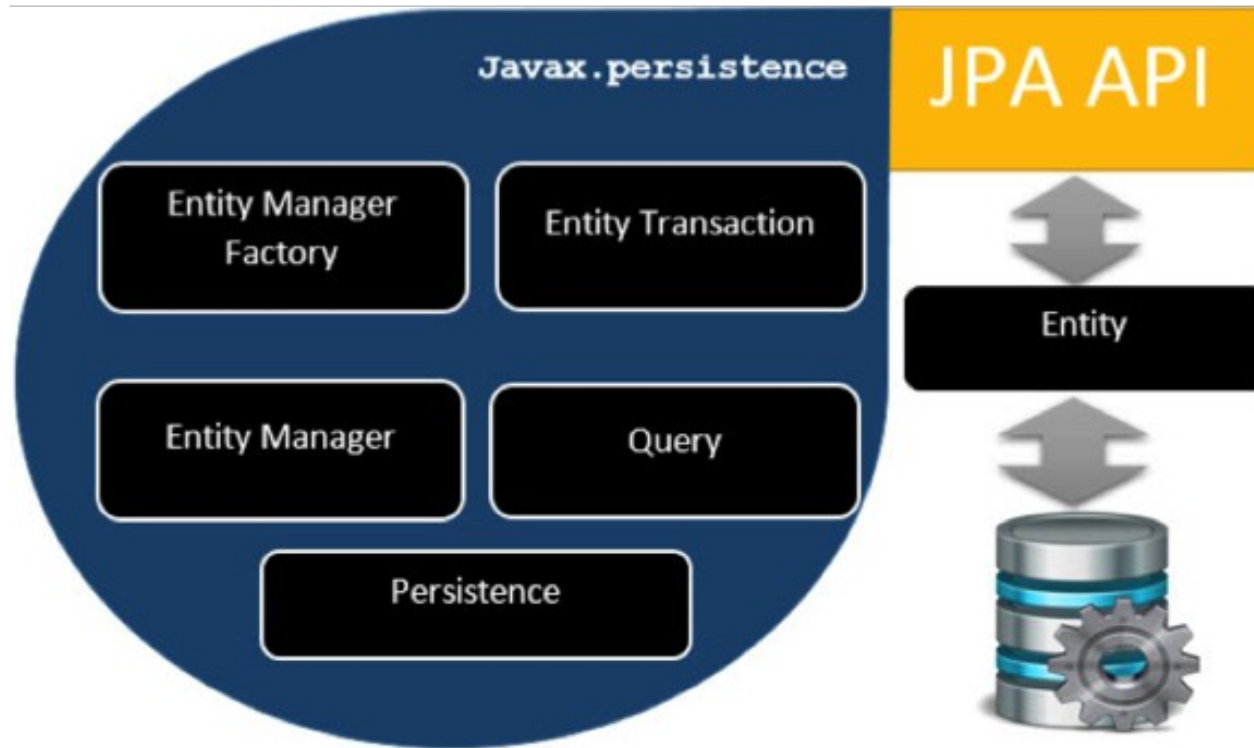 Javax.persistence
JPA API
Entity Manager
Factory
Entity Transaction
Entity
Entity Manager
Query
Persistence